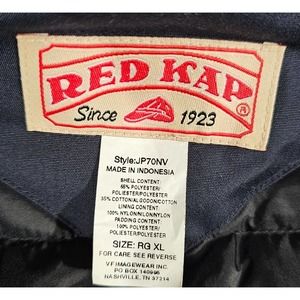 RED KAP
®
Since 1923
Style:JP70NV
MADE IN INDONESIA
SHELL CONTENT:
65% POLYESTER/
POLIESTER/POLYESTER
35% COTTON/ALGODON/COTTON
LINING CONTENT:
100% NYLON/NILON/NYLON
PADDING CONTENT:
100% POLYESTER/
POLIESTER/POLYESTER
SIZE: RG XL
FOR CARE SEE REVERSE
V.F. IMAGEWEAR INC.
PO BOX 140995
NASHVILLE, TN 37214